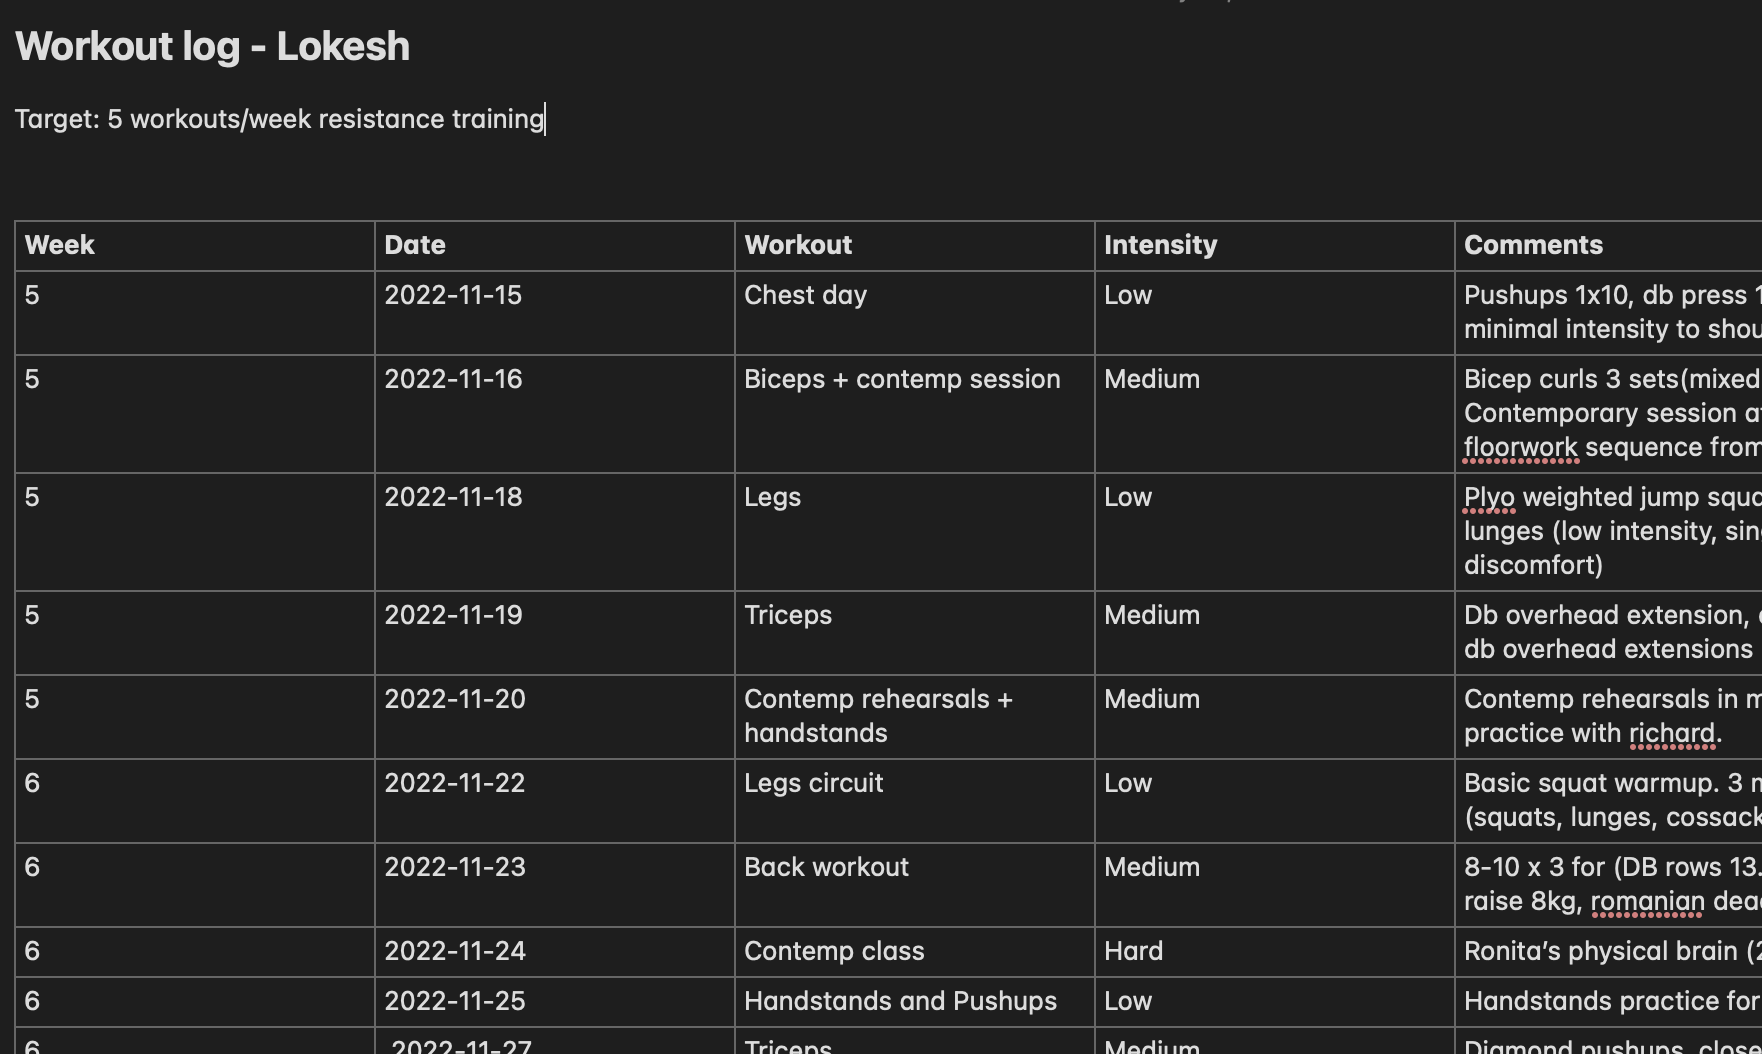 Workout log - Lokesh
Target: 5 workouts/week resistance training
Week Date Workout Intensity Comments
5 2022-11-15 Chest day Low Pushups 1x10, db press
minimal intensity to
5 2022-11-16 Biceps + contemp session Medium Bicep curls 3 sets(mixed
Contemporary session
floorwork sequence from
5 2022-11-18 Legs Low Plyo weighted jump
lunges (low intensity,
discomfort)
5 2022-11-19 Triceps Medium Db overhead extension,
db overhead extensions
5 2022-11-20 Contemp rehearsals + Medium Contemp rehearsals in
handstands practice with richard.
6 2022-11-22 Legs circuit Low Basic squat warmup. 3
(squats, lunges, cossack
6 2022-11-23 Back workout Medium 8-10 x 3 for (DB rows 13.
raise 8kg, romanian
6 2022-11-24 Contemp class Hard Ronita’s physical brain
6 2022-11-25 Handstands and Pushups Low Handstands practice for
6 2022-11-27 Triceps Medium Diamond pushups, close